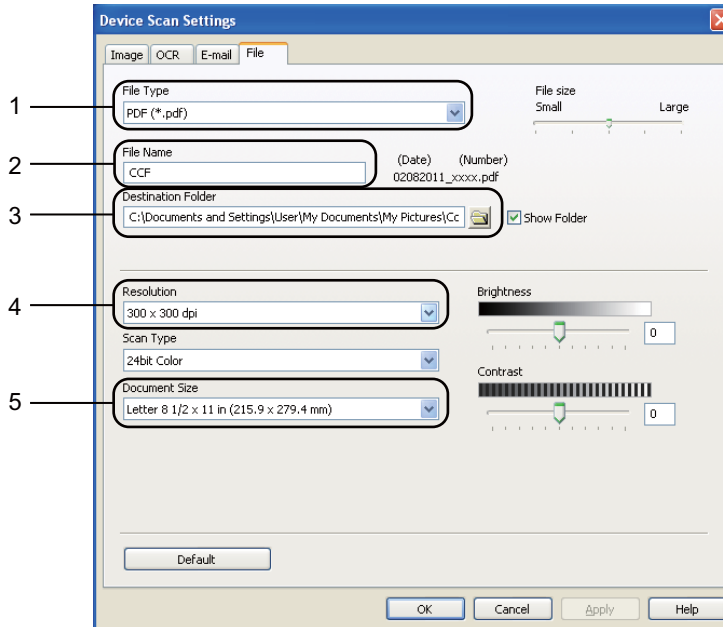 Device Scan Settings
Image OCR E-mail File
1
File Type
PDF (*.pdf)
File size
Small Large
2
File Name
CCF
(Date) (Number)
02082011_xxxx.pdf
3
Destination Folder
C:\Documents and Settings\User\My Documents\My Pictures\Cc
Show Folder
4
Resolution
300 x 300 dpi
Brightness
0
Scan Type
24bit Color
Contrast
0
5
Document Size
Letter 8 1/2 x 11 in (215.9 x 279.4 mm)
Default
OK Cancel Apply Help